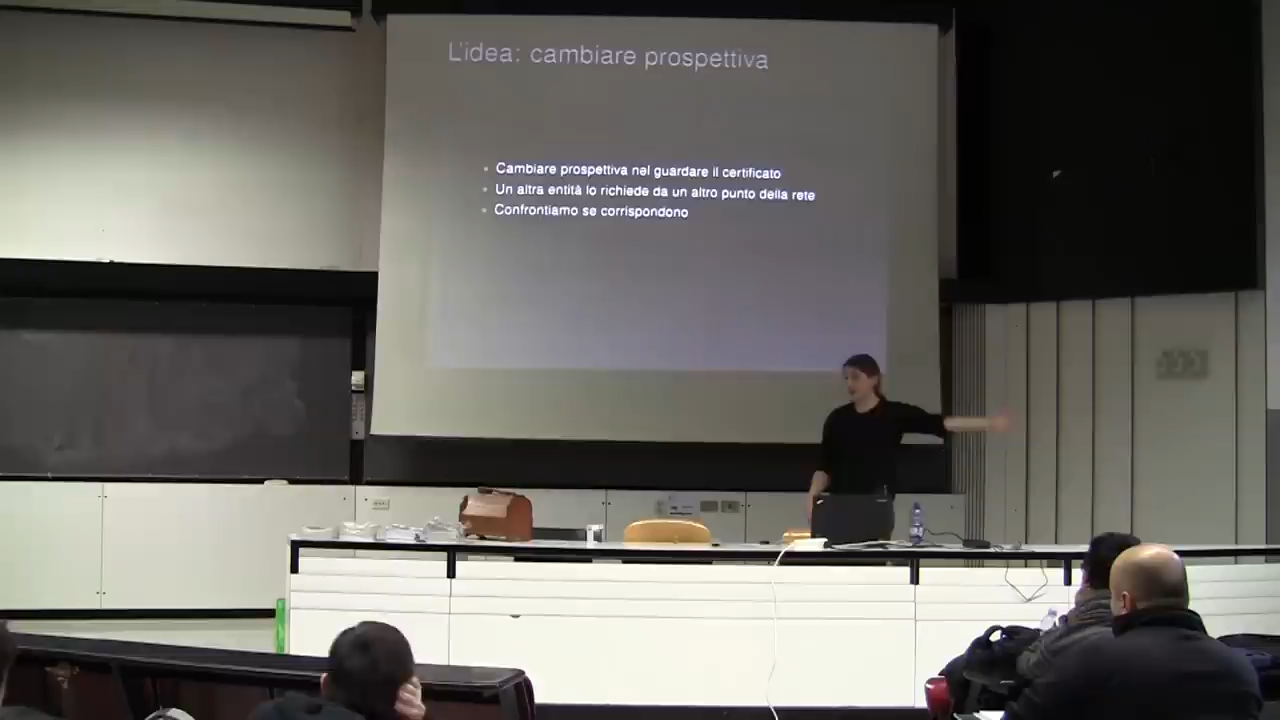 L'idea: cambiare prospettiva
Cambiare prospettiva nel guardare il certificato
Un altra entità lo richiede da un altro punto della rete
Confrontiamo se corrispondono